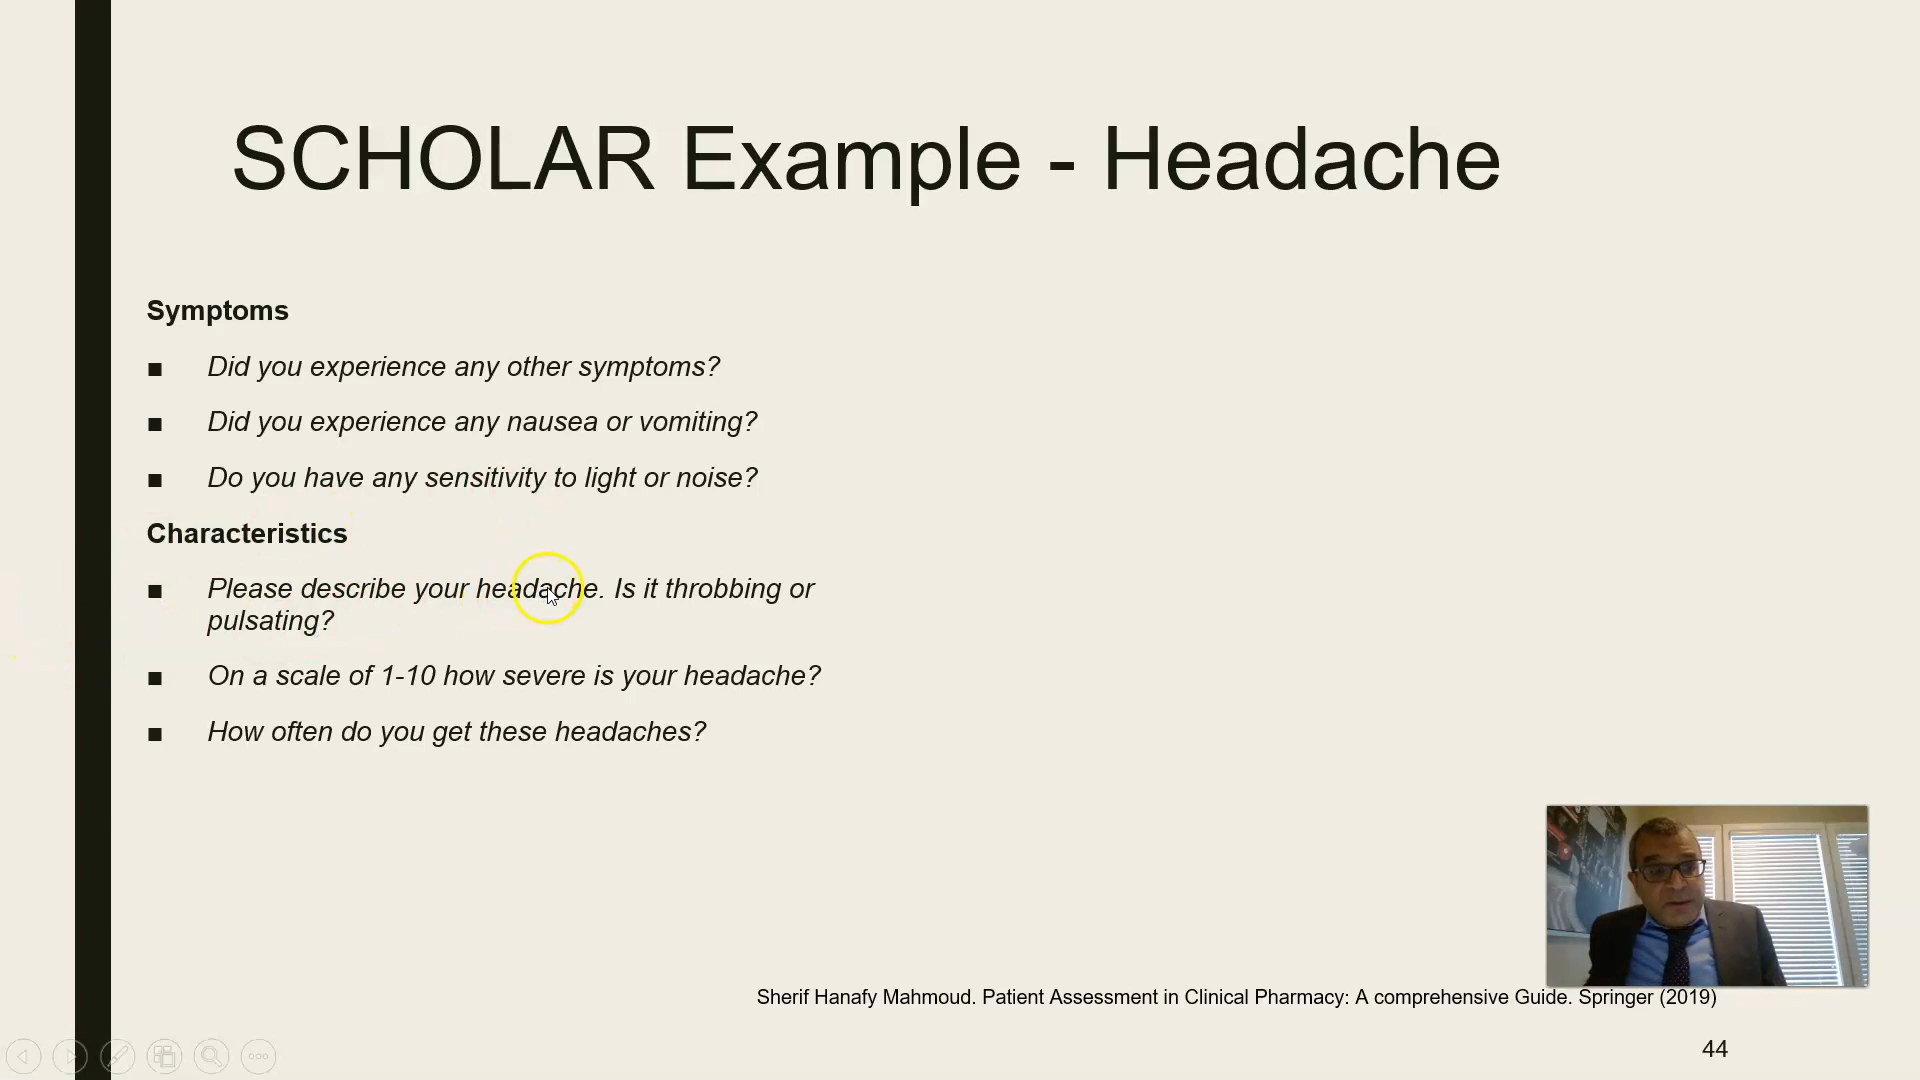 SCHOLAR Example - Headache
Symptoms
■ Did you experience any other symptoms?
■ Did you experience any nausea or vomiting?
■ Do you have any sensitivity to light or noise?
Characteristics
■ Please describe your headache. Is it throbbing or
pulsating?
■ On a scale of 1-10 how severe is your headache?
■ How often do you get these headaches?
Sherif Hanafy Mahmoud. Patient Assessment in Clinical Pharmacy: A comprehensive Guide. Springer (2019)
44